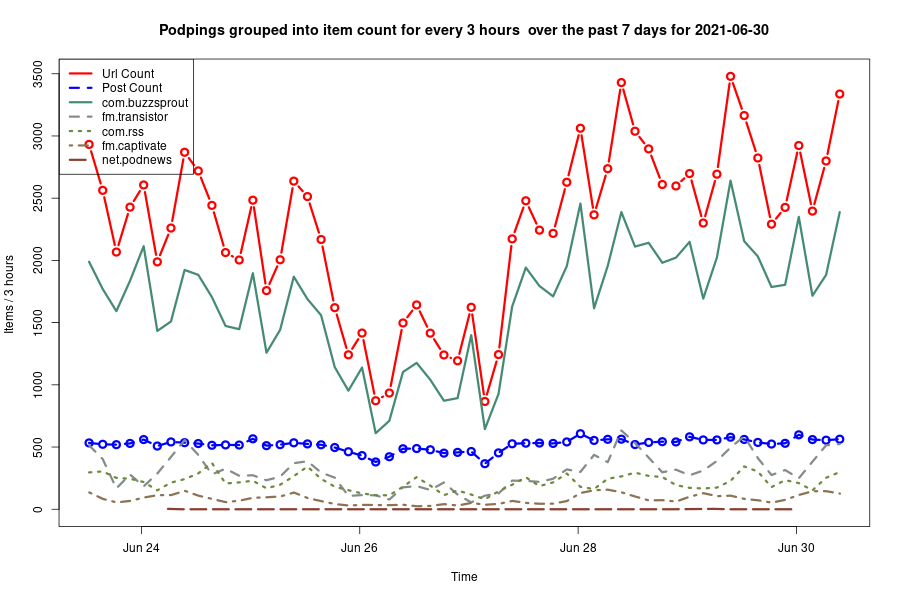 Podpings grouped into item count for every 3 hours  over the past 7 days for 2021-06-30
Items / 3 hours
3500
3000
2500
2000
1500
1000
500
0
Url Count
Post Count
com.buzzsprout
fm.transistor
com.rss
fm.captivate
net.podnews
Jun 24
Jun 26
Jun 28
Jun 30
Time